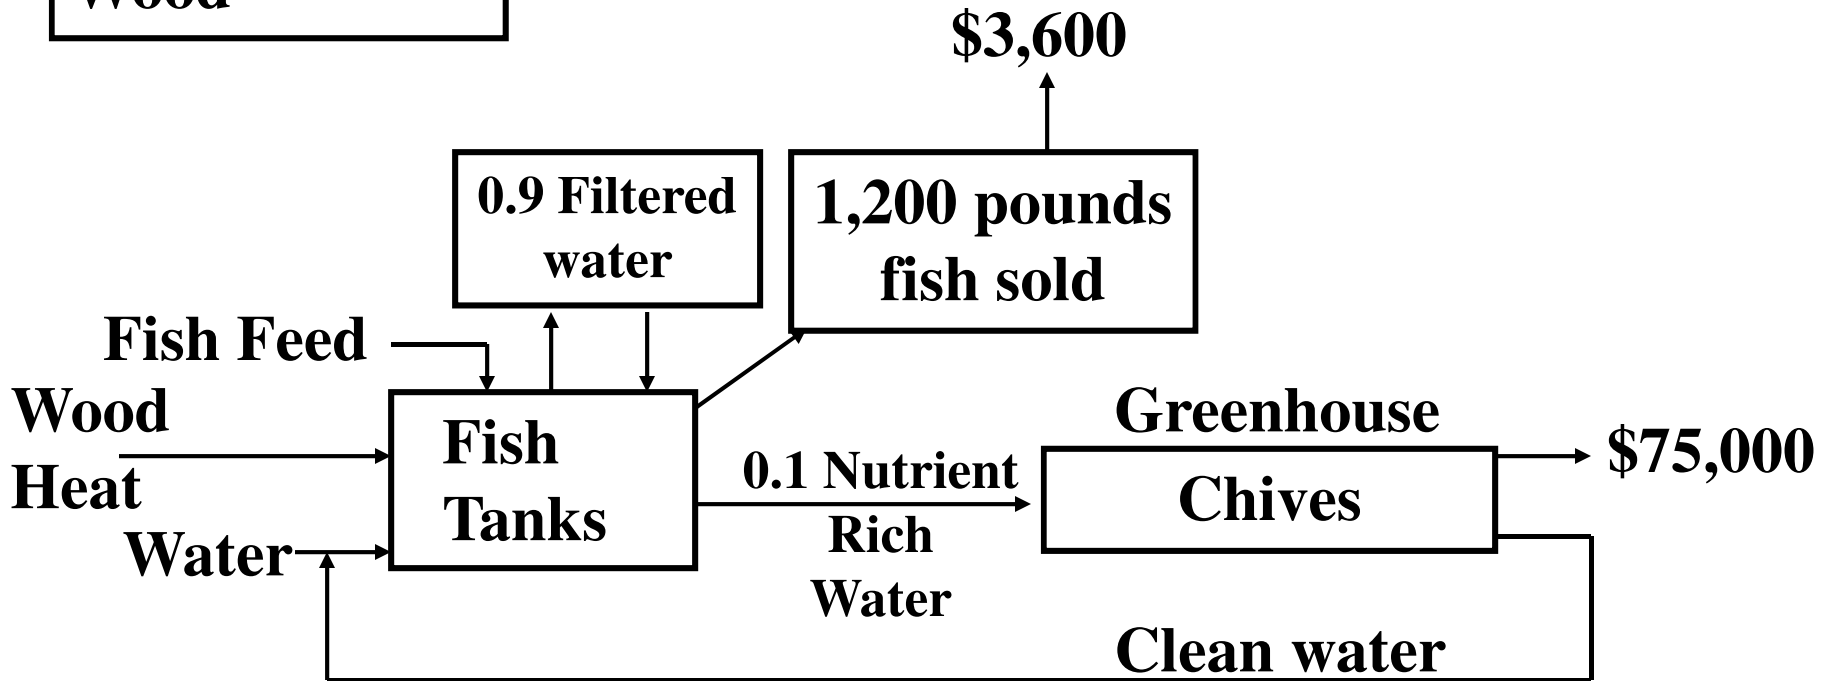 Wood
$3,600
0.9 Filtered
water
1,200 pounds
fish sold
Fish Feed
Wood
Heat
Water
Fish
Tanks
0.1 Nutrient
Rich
Water
Greenhouse
Chives
$75,000
Clean water